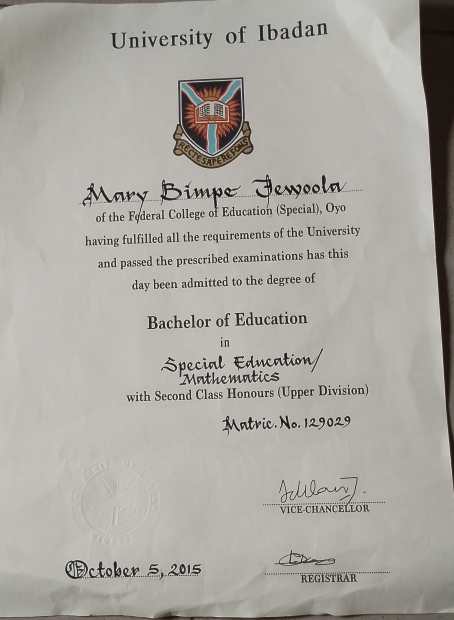 University of Ibadan
RECTE SAPERE FONS
Mary Bimpe Jewoola
of the Federal College of Education (Special), Oyo
having fulfilled all the requirements of the University
and passed the prescribed examinations has this
day been admitted to the degree of
Bachelor of Education
in
Special Education/
Mathematics
with Second Class Honours (Upper Division)
Matric. No. 129029
VICE-CHANCELLOR
October 5, 2015
REGISTRAR